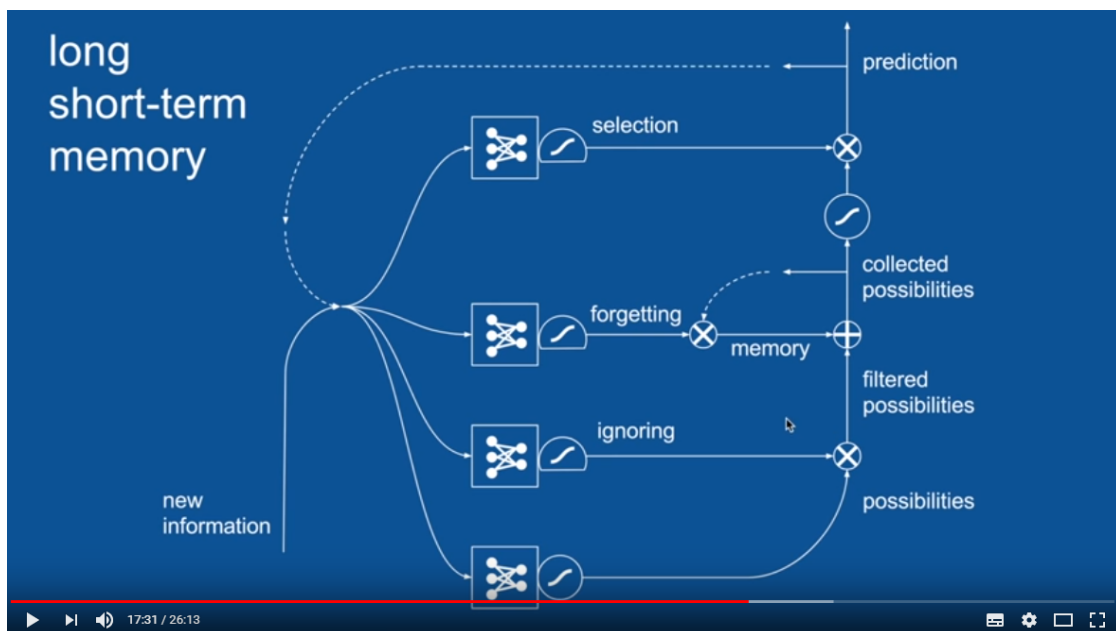 long
short-term
memory
prediction
selection
collected
possibilities
forgetting
memory
filtered
possibilities
ignoring
new
information
possibilities
17:31 / 26:13